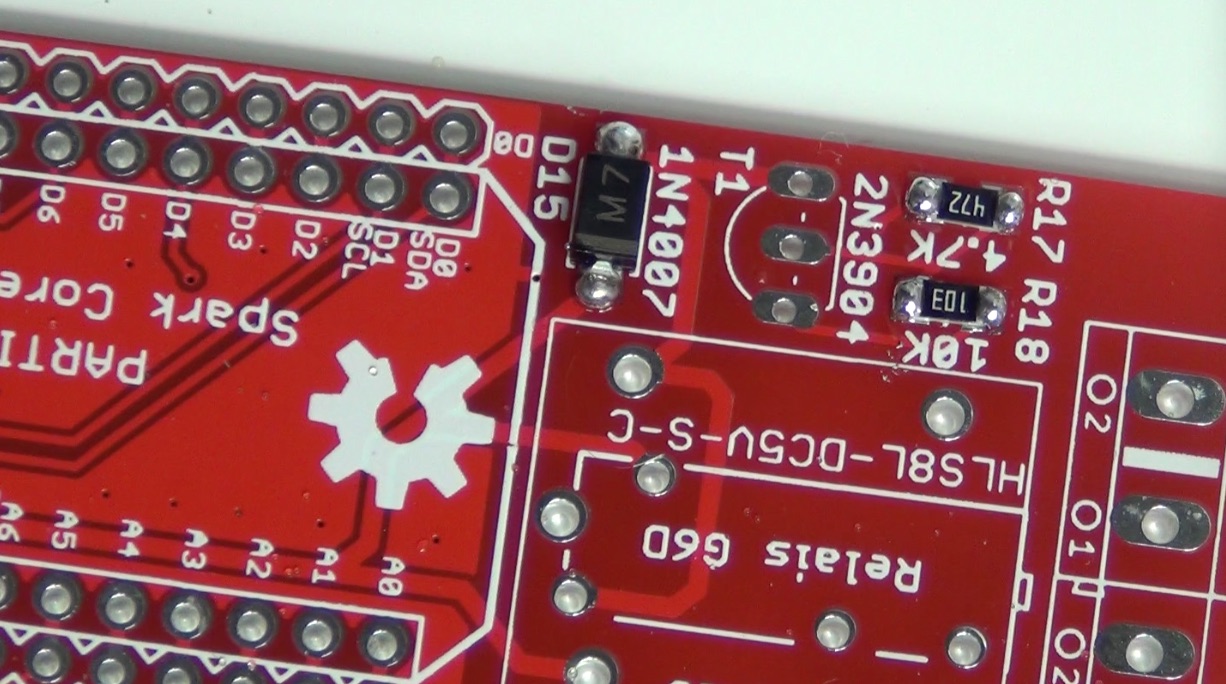 D0
D15
M7
1N4007
T1
2N3904
472
R17
4.7K
103
R18
10K
D6
D5
D4
D3
D2
D1
SCL
D0
SDA
Spark Core
PARTI
HLS8L-DC5V-S-C
Relais G6D
A6
A5
A4
A3
A2
A1
A0
O2
O1
O2